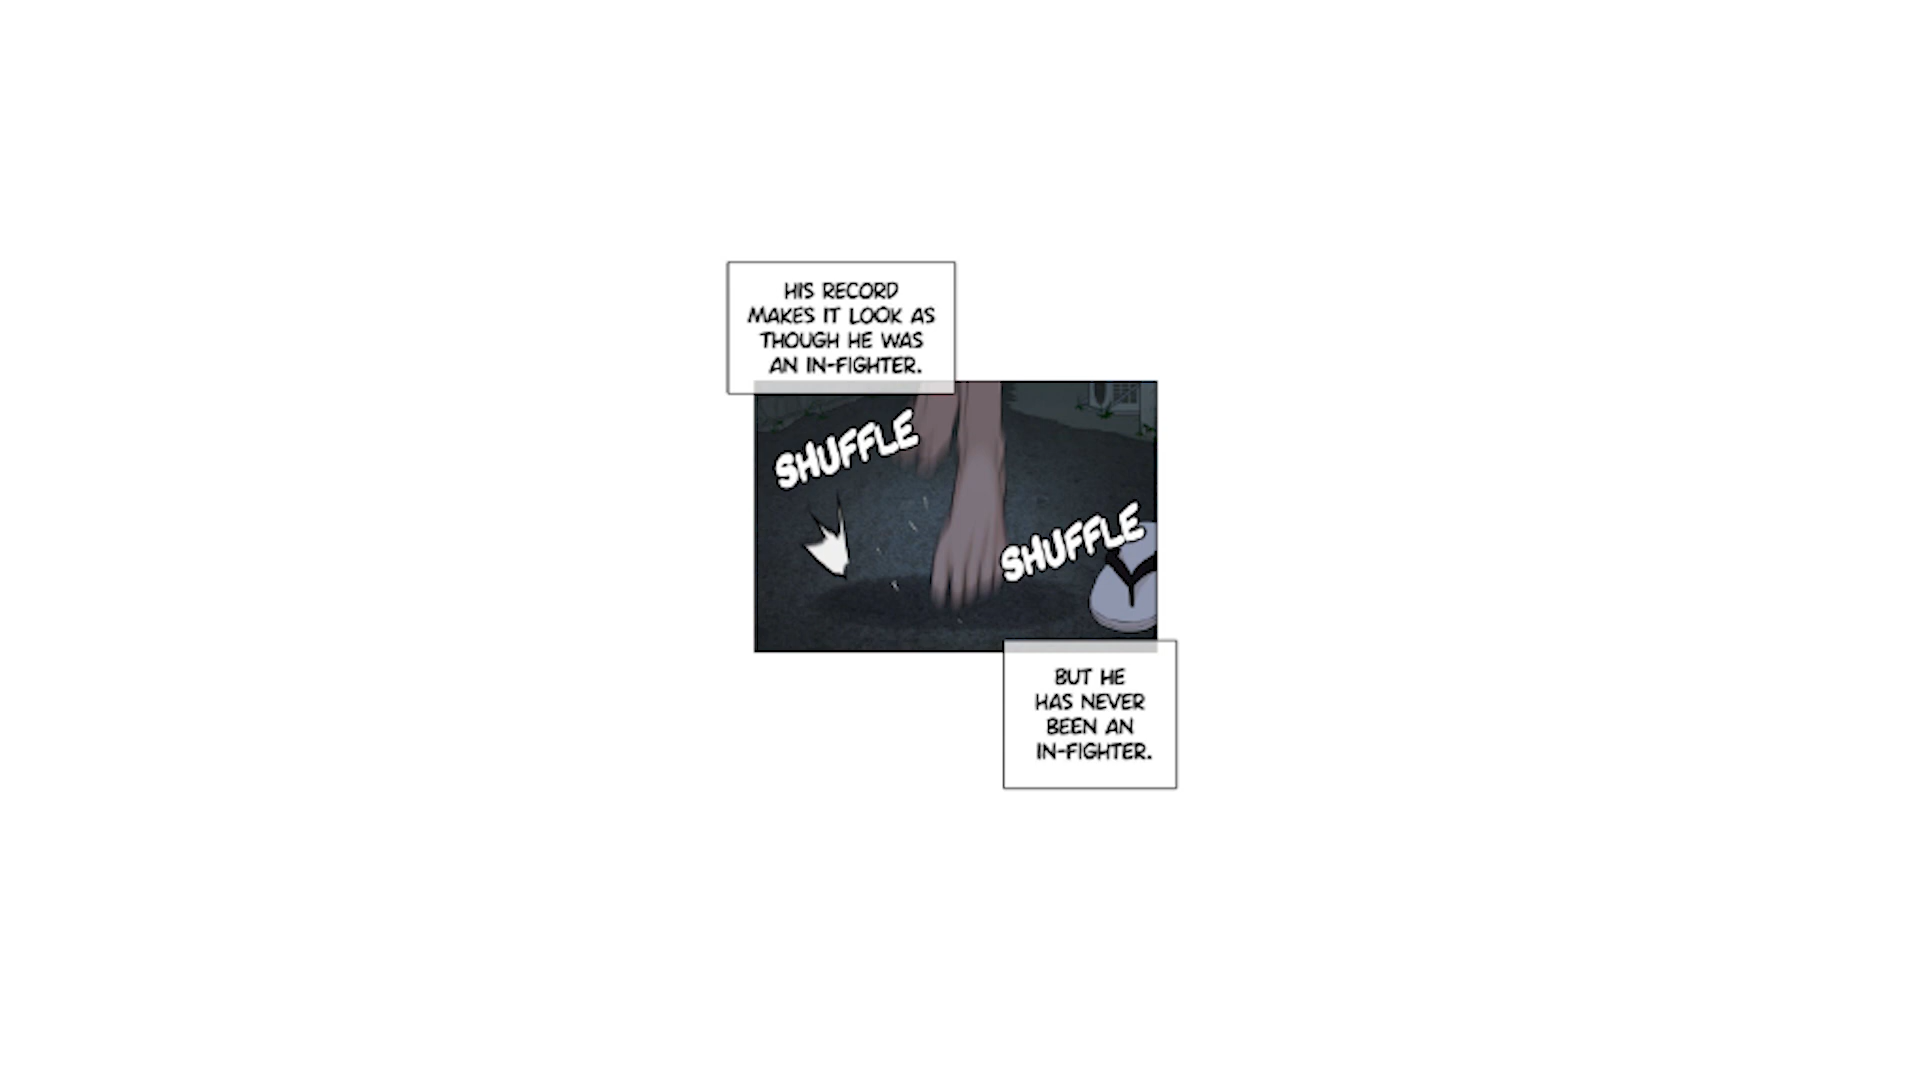 HIS RECORD
MAKES IT LOOK AS
THOUGH HE WAS
AN IN-FIGHTER.
SHUFFLE
SHUFFLE
BUT HE
HAS NEVER
BEEN AN
IN-FIGHTER.